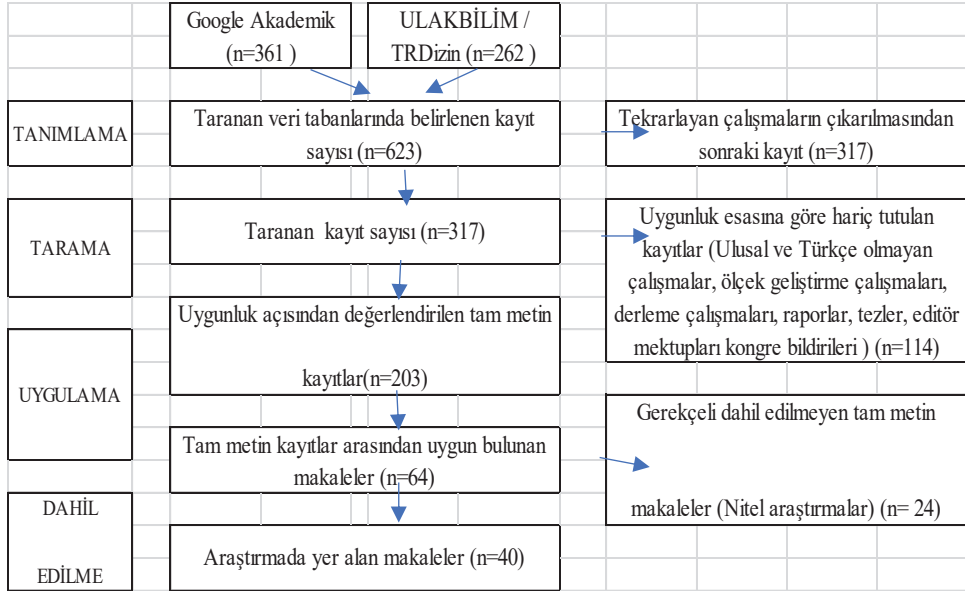 Google Akademik
(n=361 )
ULAKBİLİM /
TRDizin (n=262 )
TANIMLAMA
Taranan veri tabanlarında belirlenen kayıt
sayısı (n=623)
Tekrarlayan çalışmaların çıkarılmasından
sonraki kayıt (n=317)
TARAMA
Taranan kayıt sayısı (n=317)
Uygunluk esasına göre hariç tutulan
kayıtlar (Ulusal ve Türkçe olmayan
çalışmalar, ölçek geliştirme çalışmaları,
derleme çalışmaları, raporlar, tezler, editör
mektupları kongre bildirileri ) (n=114)
UYGULAMA
Uygunluk açısından değerlendirilen tam metin
kayıtlar(n=203)
Tam metin kayıtlar arasından uygun bulunan
makaleler (n=64)
Gerekçeli dahil edilmeyen tam metin
makaleler (Nitel araştırmalar) (n= 24)
DAHİL
EDİLME
Araştırmada yer alan makaleler (n=40)